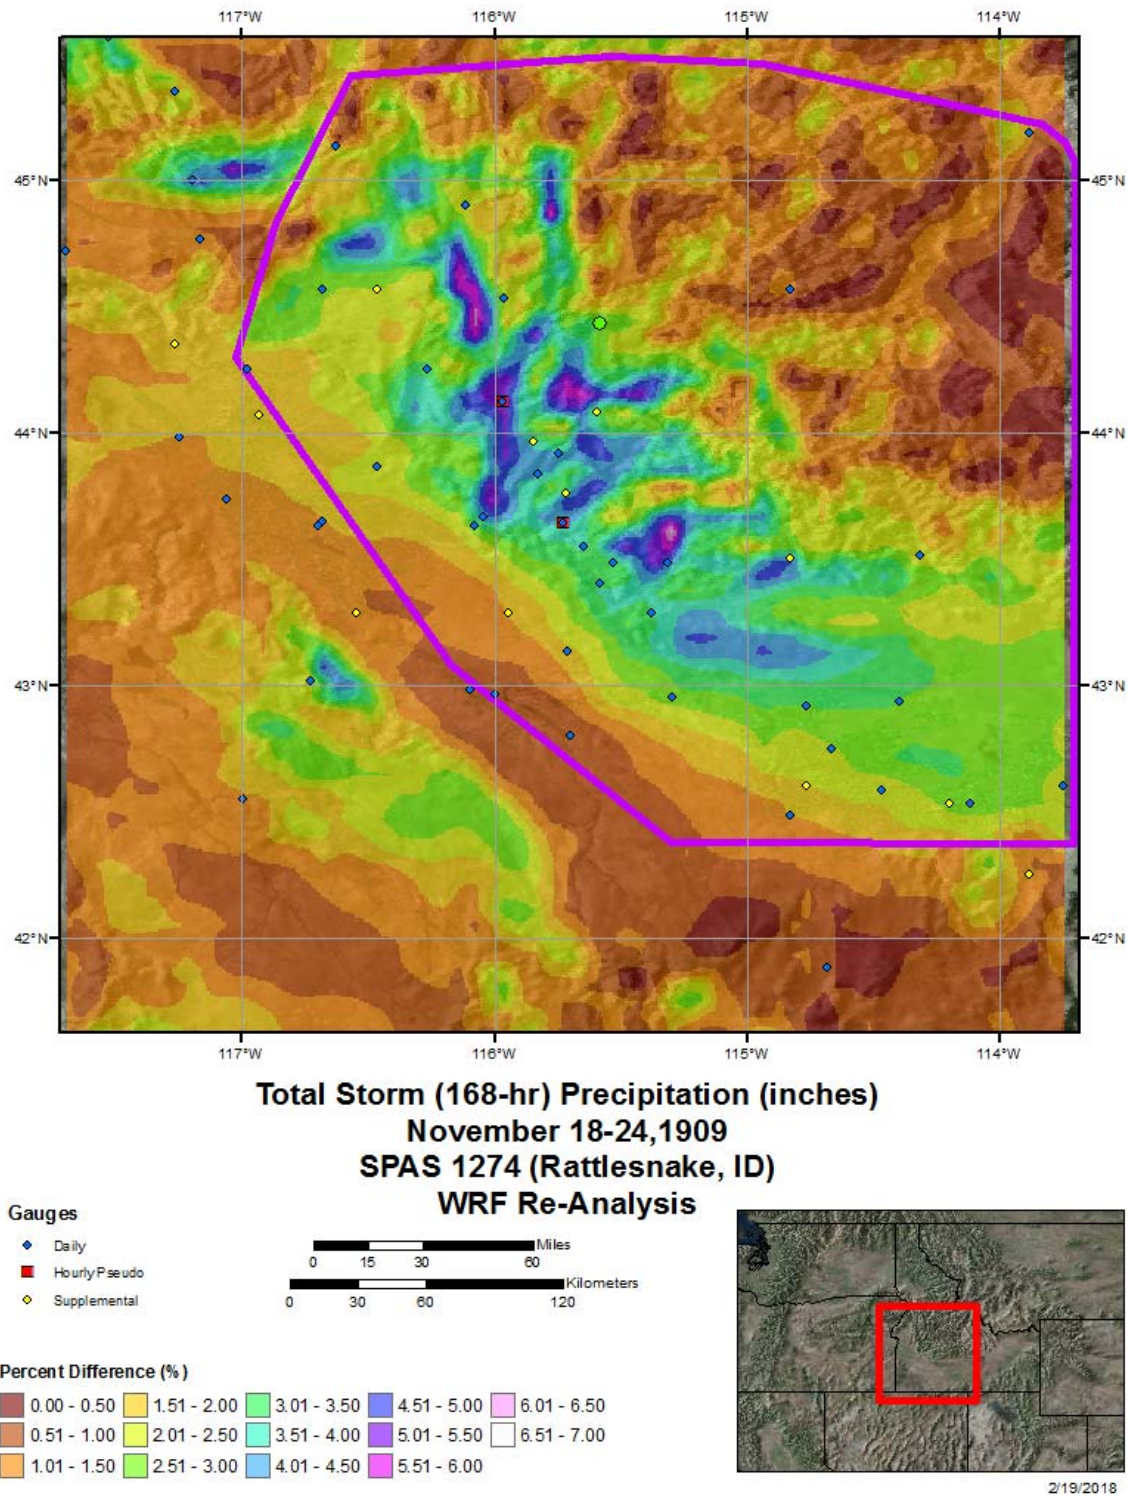 117°W 116°W 115°W 114°W
45°N 45°N
44°N 44°N
43°N 43°N
42°N 42°N
117°W 116°W 115°W 114°W
Total Storm (168-hr) Precipitation (inches)
November 18-24,1909
SPAS 1274 (Rattlesnake, ID)
WRF Re-Analysis
Gauges
Daily
Hourly Pseudo
Supplemental
Miles
0 15 30 60
Kilometers
0 30 60 120
Percent Difference (%)
0.00 - 0.50 1.51 - 2.00 3.01 - 3.50 4.51 - 5.00 6.01 - 6.50
0.51 - 1.00 2.01 - 2.50 3.51 - 4.00 5.01 - 5.50 6.51 - 7.00
1.01 - 1.50 2.51 - 3.00 4.01 - 4.50 5.51 - 6.00
2/19/2018